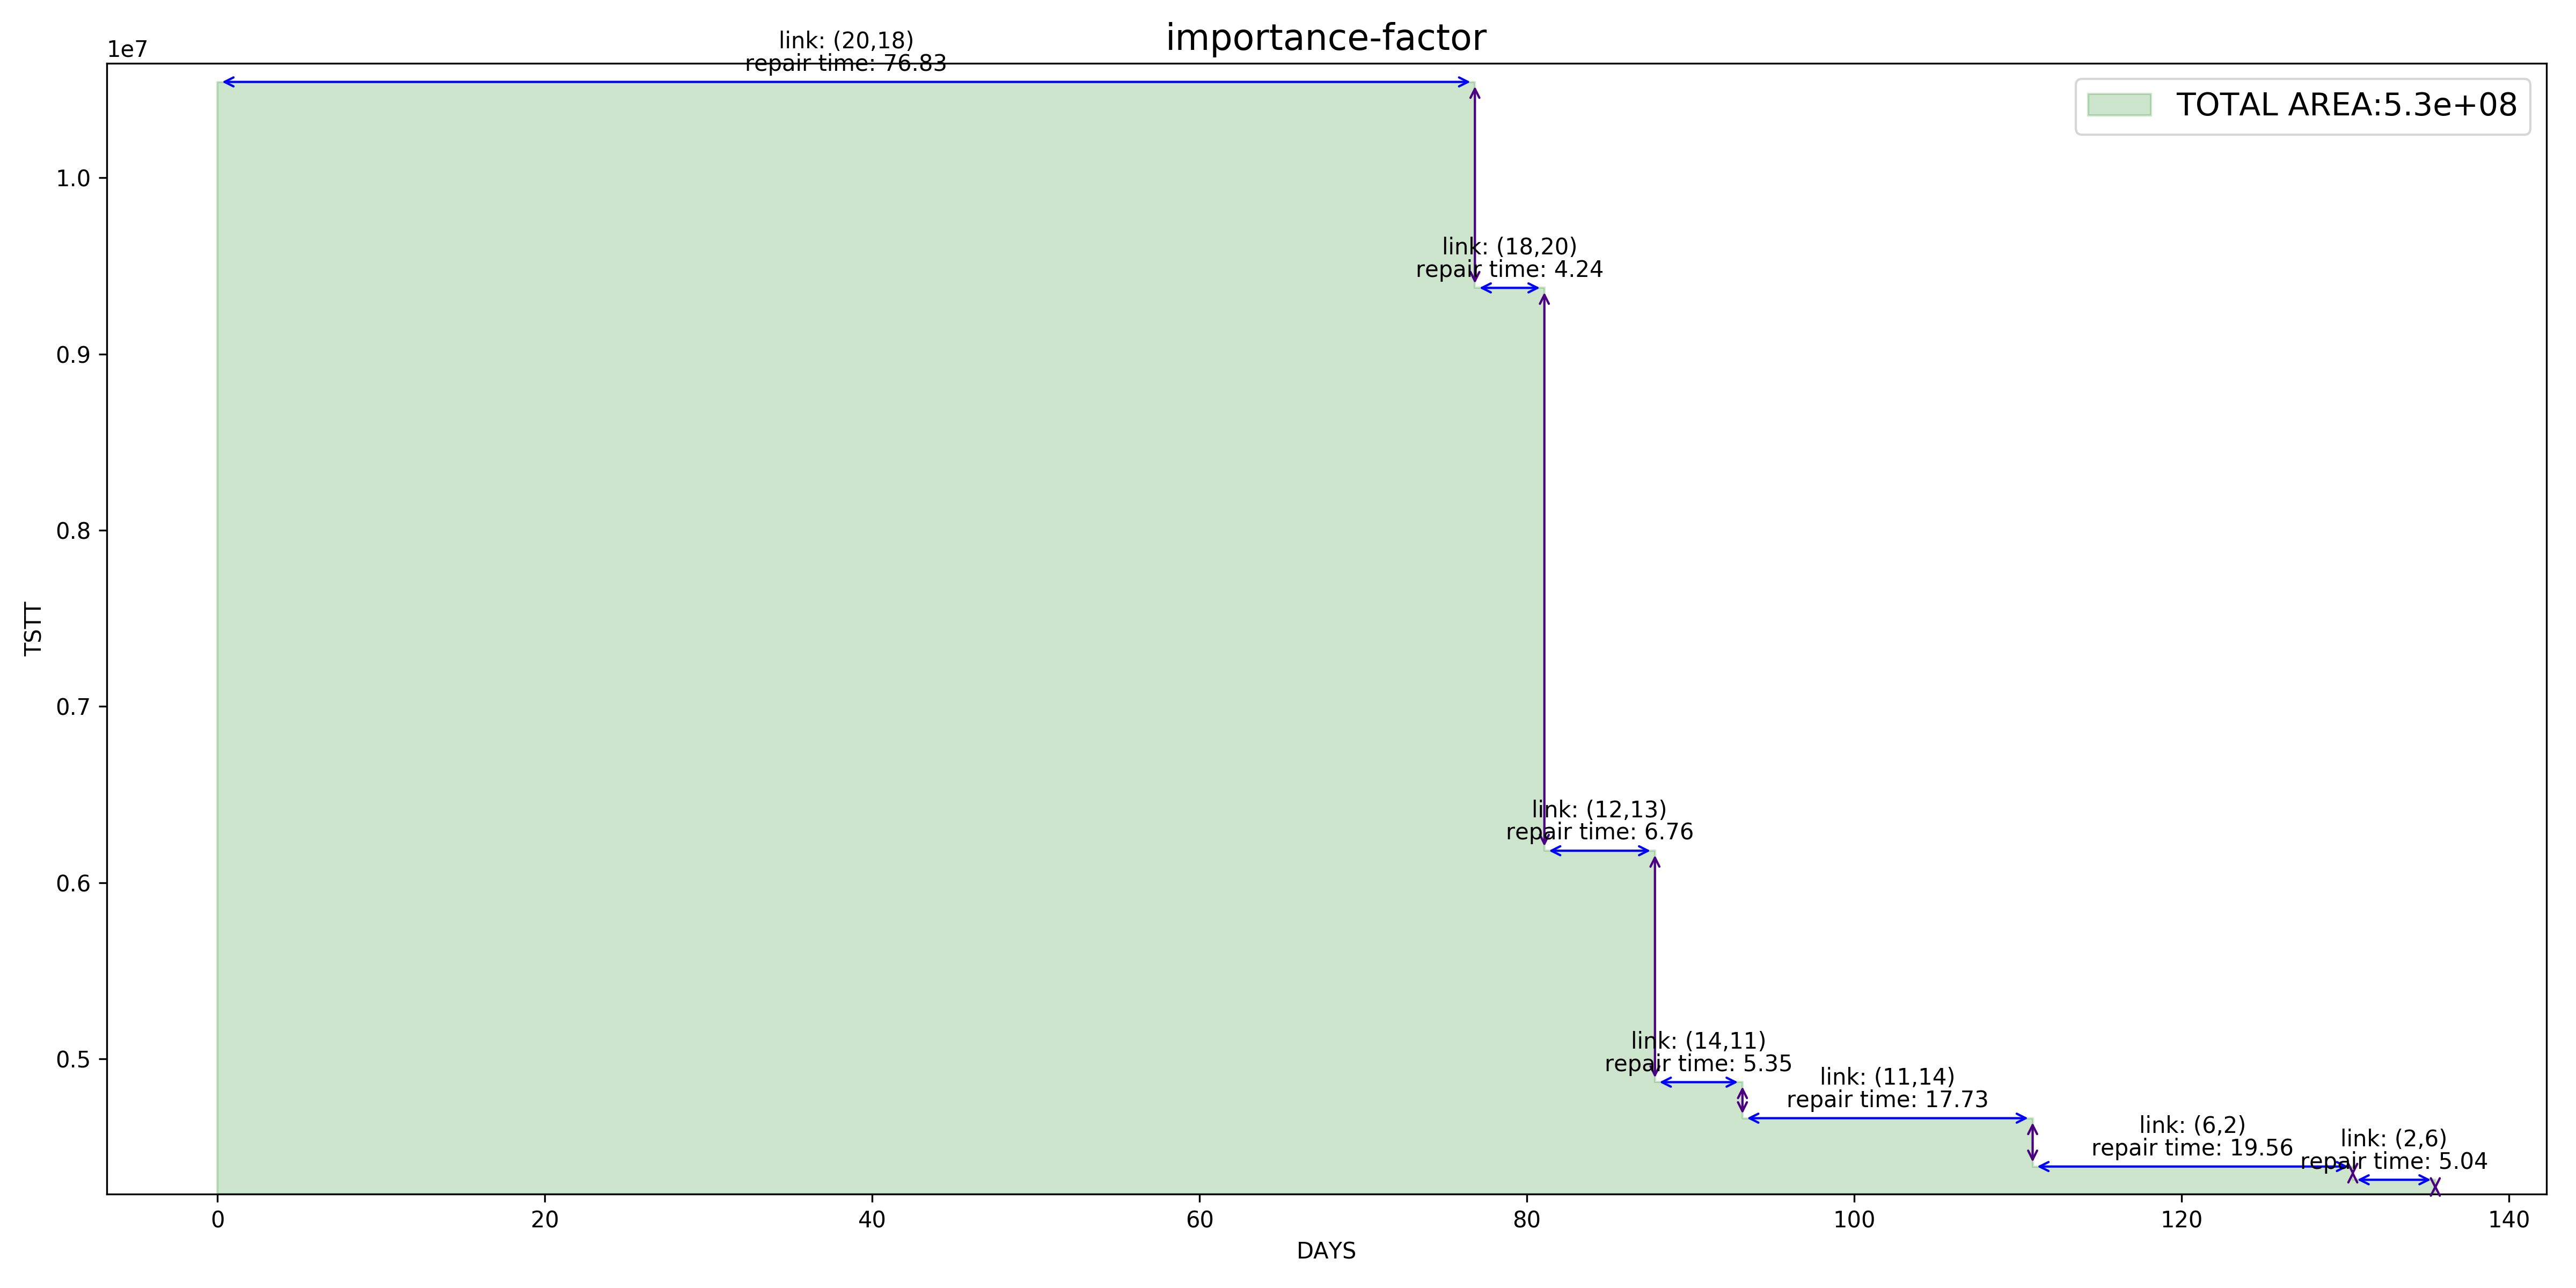 importance-factor
1e7
link: (20,18)
repair time: 76.83
TOTAL AREA:5.3e+08
1.0
link: (18,20)
repair time: 4.24
0.9
0.8
TSTT
0.7
link: (12,13)
repair time: 6.76
0.6
link: (14,11)
repair time: 5.35
0.5
link: (11,14)
repair time: 17.73
link: (6,2)
repair time: 19.56
link: (2,6)
repair time: 5.04
0 20 40 60 80 100 120 140
DAYS